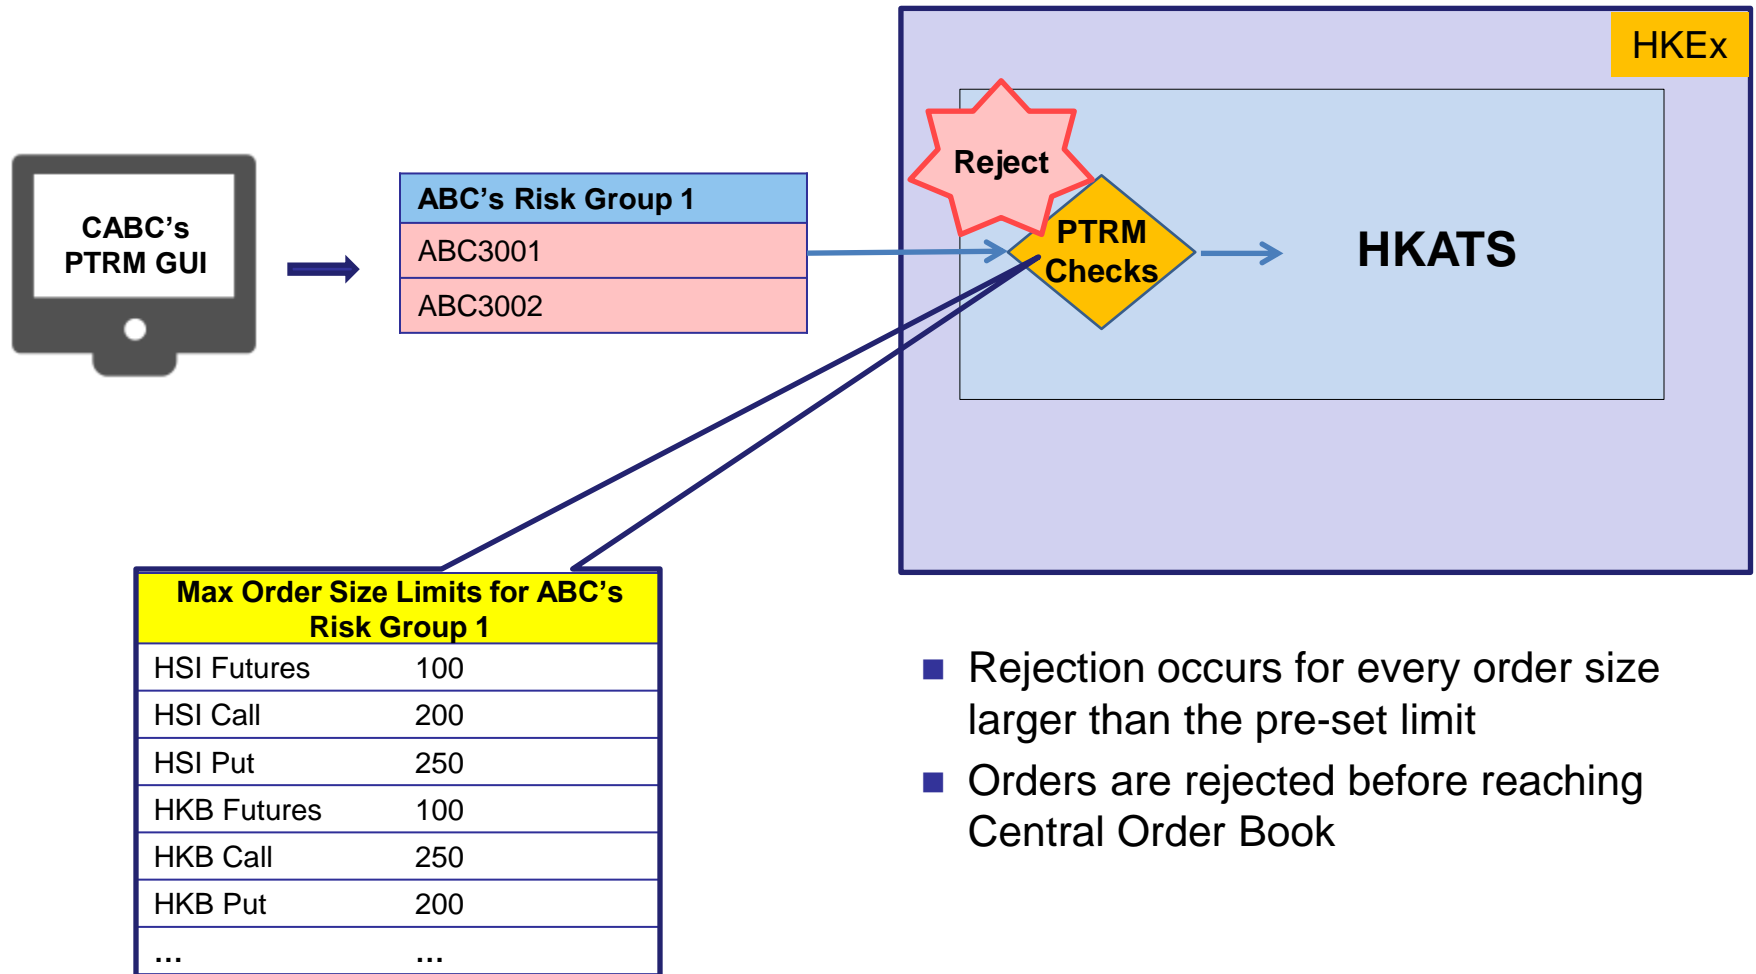 HKEx
CABC’s
PTRM GUI
ABC’s Risk Group 1
ABC3001
ABC3002
Reject
PTRM
Checks
HKATS
Max Order Size Limits for ABC’s
Risk Group 1
HSI Futures 100
HSI Call 200
HSI Put 250
HKB Futures 100
HKB Call 250
HKB Put 200
... ...
Rejection occurs for every order size
larger than the pre-set limit
Orders are rejected before reaching
Central Order Book